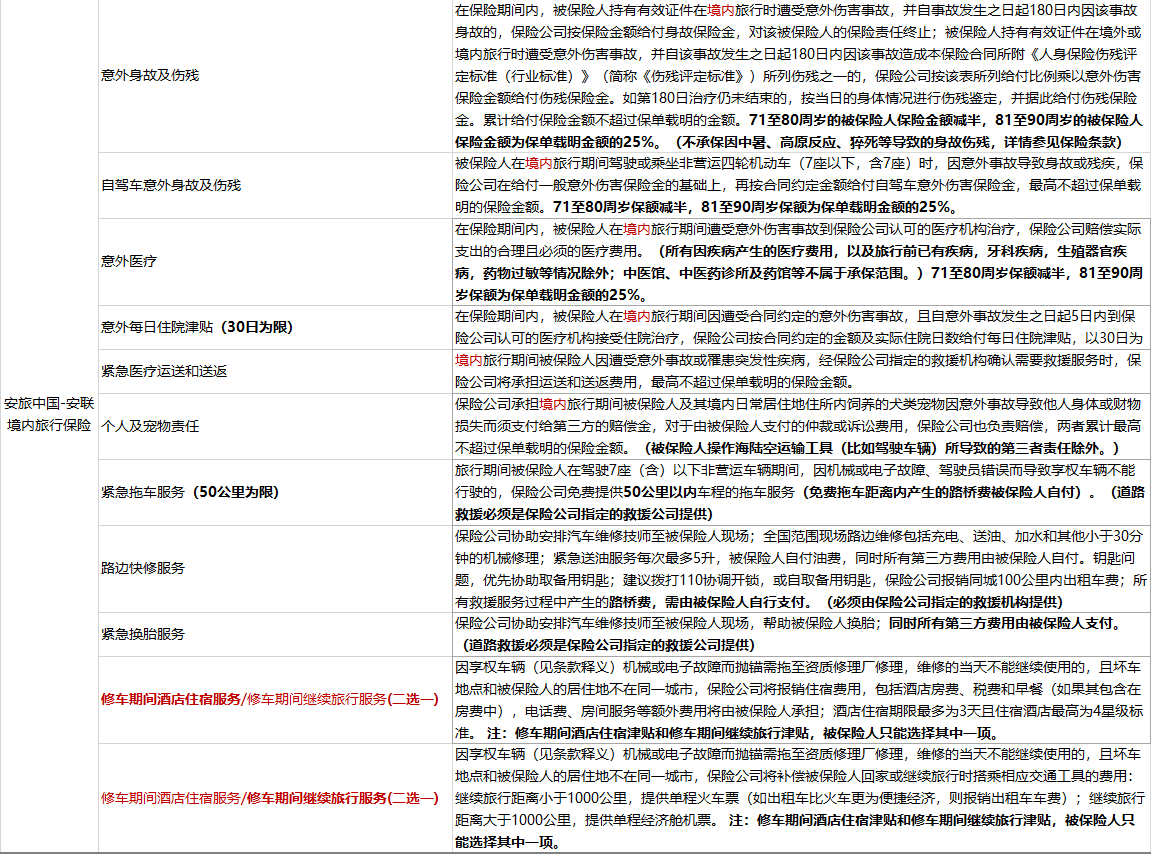 安旅中国-安联
境内旅行保险
意外身故及伤残
在保险期间内，被保险人持有有效证件在境内旅行时遭受意外伤害事故，并自事故发生之日起180日内因该事故
身故的，保险公司按保险金额给付身故保险金，对该被保险人的保险责任终止；被保险人持有有效证件在境外或
境内旅行时遭受意外伤害事故，并自该事故发生之日起180日内因该事故造成本保险合同所附《人身保险伤残评
定标准（行业标准）》（简称《伤残评定标准》）所列伤残之一的，保险公司按该表所列给付比例乘以意外伤害
保险金额给付伤残保险金。如第180日治疗仍未结束的，按当日的身体情况进行伤残鉴定，并据此给付伤残保险
金。累计给付保险金额不超过保单载明的金额。71至80周岁的被保险人保险金额减半，81至90周岁的被保险人
保险金额为保单载明金额的25%。（不承保因中暑、高原反应、猝死等导致的身故伤残，详情参见保险条款）
自驾车意外身故及伤残
被保险人在境内旅行期间驾驶或乘坐非营运四轮机动车（7座以下，含7座）时，因意外事故导致身故或残疾，保
险公司在给付一般意外伤害保险金的基础上，再按合同约定金额给付自驾车意外伤害保险金，最高不超过保单载
明的保险金额。71至80周岁保额减半，81至90周岁保额为保单载明金额的25%。
意外医疗
在保险期间内，被保险人在境内旅行期间遭受意外伤害事故到保险公司认可的医疗机构治疗，保险公司赔偿实际
支出的合理且必须的医疗费用。（所有因疾病产生的医疗费用，以及旅行前已有疾病，牙科疾病，生殖器官疾
病，药物过敏等情况除外；中医馆、中医药诊所及药馆等不属于承保范围。）71至80周岁保额减半，81至90周
岁保额为保单载明金额的25%。
意外每日住院津贴（30日为限）
在保险期间内，被保险人在境内旅行期间因遭受合同约定的意外伤害事故，且自意外事故发生之日起5日内到保
险公司认可的医疗机构接受住院治疗，保险公司按合同约定的金额及实际住院日数给付每日住院津贴，以30日为
紧急医疗运送和送返
境内旅行期间被保险人因遭受意外事故或罹患突发性疾病，经保险公司指定的救援机构确认需要救援服务时，保
险公司将承担运送和送返费用，最高不超过保单载明的保险金额。
个人及宠物责任
保险公司承担境内旅行期间被保险人及其境内日常居住地住所内饲养的犬类宠物因意外事故导致他人身体或财物
损失而须支付给第三方的赔偿金，对于由被保险人支付的仲裁或诉讼费用，保险公司也负责赔偿，两者累计最高
不超过保单载明的保险金额。（被保险人操作海陆空运输工具（比如驾驶车辆）所导致的第三者责任除外。）
紧急拖车服务（50公里为限）
旅行期间被保险人在驾驶7座（含）以下非营运车辆期间，因机械或电子故障、驾驶员错误而导致享权车辆不能
行驶的，保险公司免费提供50公里以内车程的拖车服务（免费拖车距离内产生的路桥费被保险人自付）。（道路
救援必须是保险公司指定的救援公司提供）
路边快修服务
保险公司协助安排汽车维修技师至被保险人现场；全国范围现场路边维修包括充电、送油、加水和其他小于30分
钟的机械修理；紧急送油服务每次最多5升，被保险人自付油费，同时所有第三方费用由被保险人自付。钥匙问
题，优先协助取备用钥匙；建议拨打110协调开锁，或自取备用钥匙，保险公司报销同城100公里内出租车费；所
有救援服务过程中产生的路桥费，需由被保险人自行支付。（必须由保险公司指定的救援机构提供）
紧急换胎服务
保险公司协助安排汽车维修技师至被保险人现场，帮助被保险人换胎；同时所有第三方费用由被保险人支付。
（道路救援必须是保险公司指定的救援公司提供）
修车期间酒店住宿服务/修车期间继续旅行服务(二选一)
因享权车辆（见条款释义）机械或电子故障而抛锚需拖至资质修理厂修理，维修的当天不能继续使用的，且坏车
地点和被保险人的居住地不在同一城市，保险公司将报销住宿费用，包括酒店房费、税费和早餐（如果其包含在
房费中），电话费、房间服务等额外费用将由被保险人承担；酒店住宿期限最多为3天且住宿酒店最高为4星级标
准。 注：修车期间酒店住宿津贴和修车期间继续旅行津贴，被保险人只能选择其中一项。
修车期间酒店住宿服务/修车期间继续旅行服务(二选一)
因享权车辆（见条款释义）机械或电子故障而抛锚需拖至资质修理厂修理，维修的当天不能继续使用的，且坏车
地点和被保险人的居住地不在同一城市，保险公司将补偿被保险人回家或继续旅行时搭乘相应交通工具的费用：
继续旅行距离小于1000公里，提供单程火车票（如出租车比火车更为便捷经济，则报销出租车车费）；继续旅行
距离大于1000公里，提供单程经济舱机票。 注：修车期间酒店住宿津贴和修车期间继续旅行津贴，被保险人只
能选择其中一项。